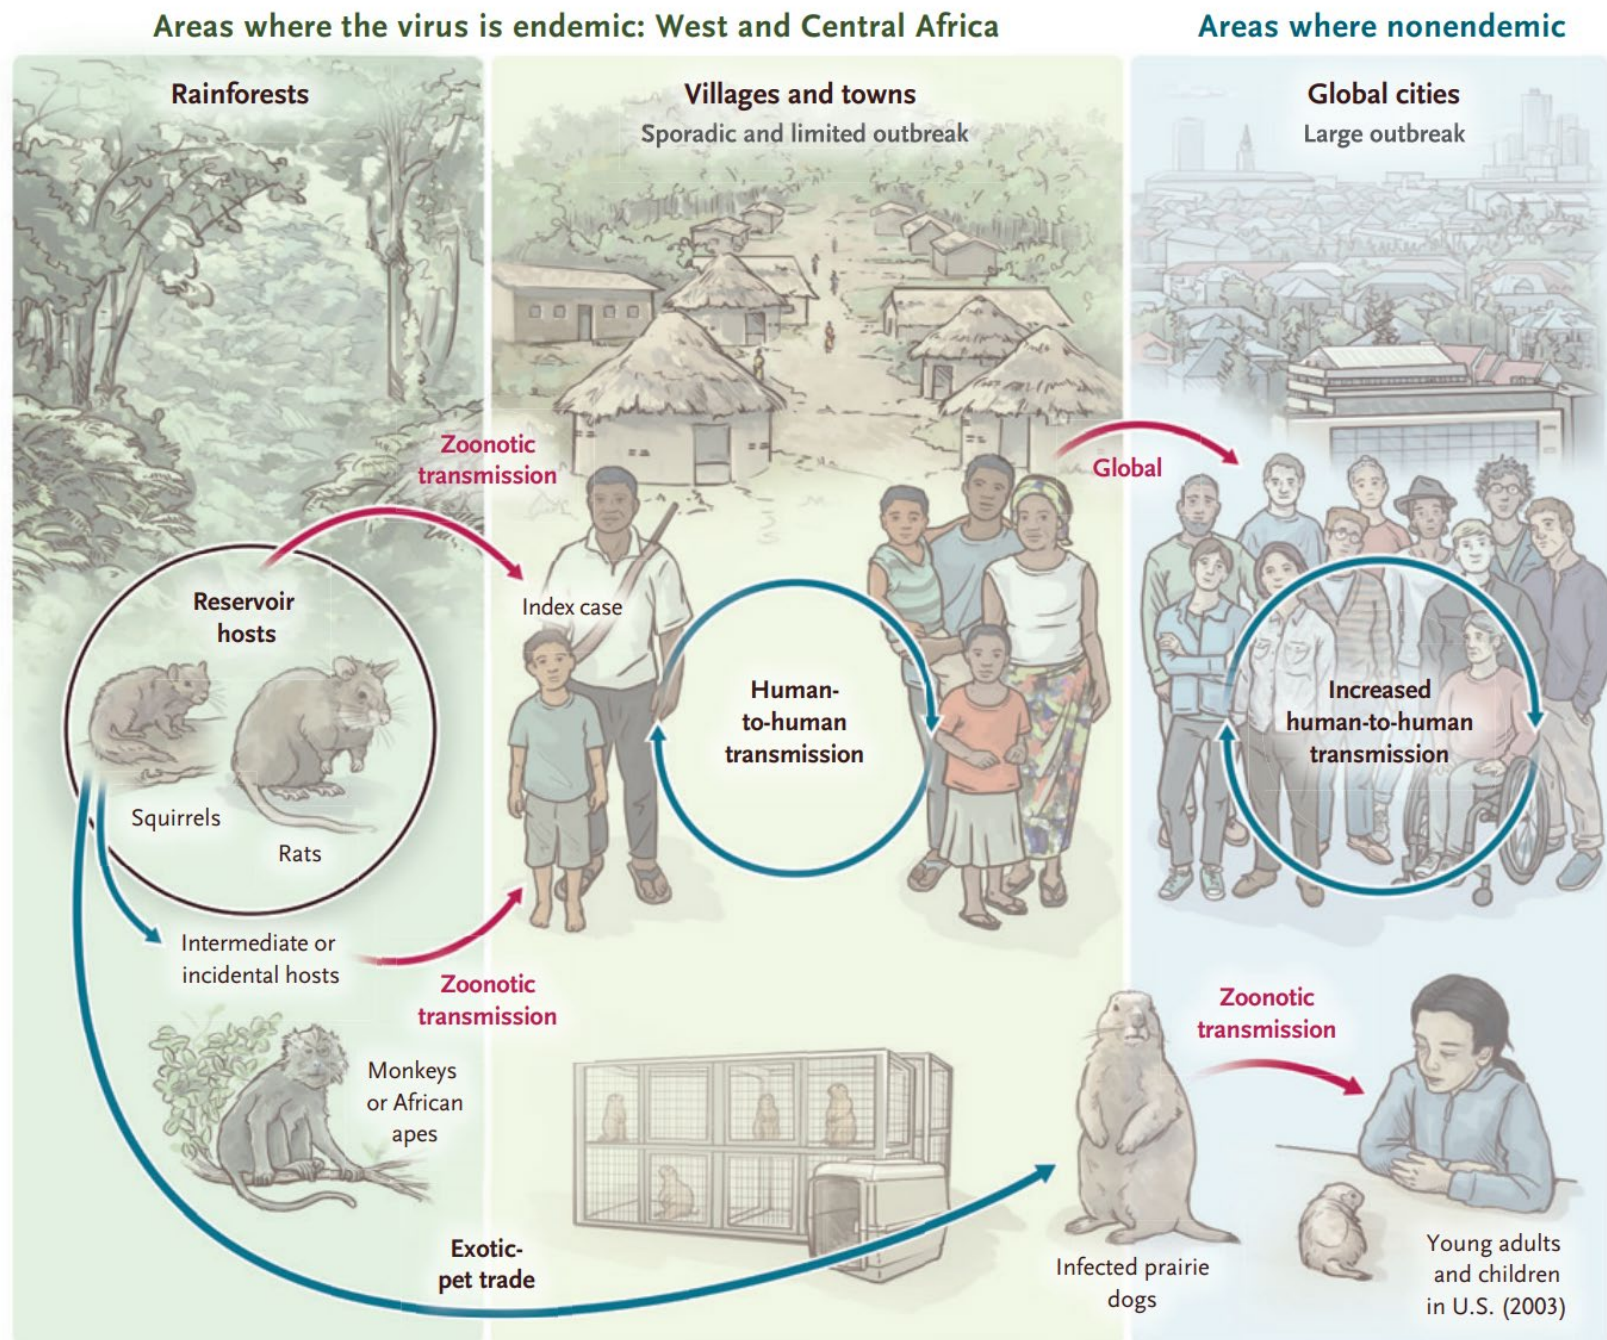 Areas where the virus is endemic: West and Central Africa
Areas where nonendemic
Rainforests
Villages and towns
Sporadic and limited outbreak
Global cities
Large outbreak
Zoonotic
transmission
Global
Reservoir
hosts
Index case
Squirrels
Rats
Human-
to-human
transmission
Increased
human-to-human
transmission
Intermediate or
incidental hosts
Zoonotic
transmission
Monkeys
or African
apes
Exotic-
pet trade
Zoonotic
transmission
Infected prairie
dogs
Young adults
and children
in U.S. (2003)